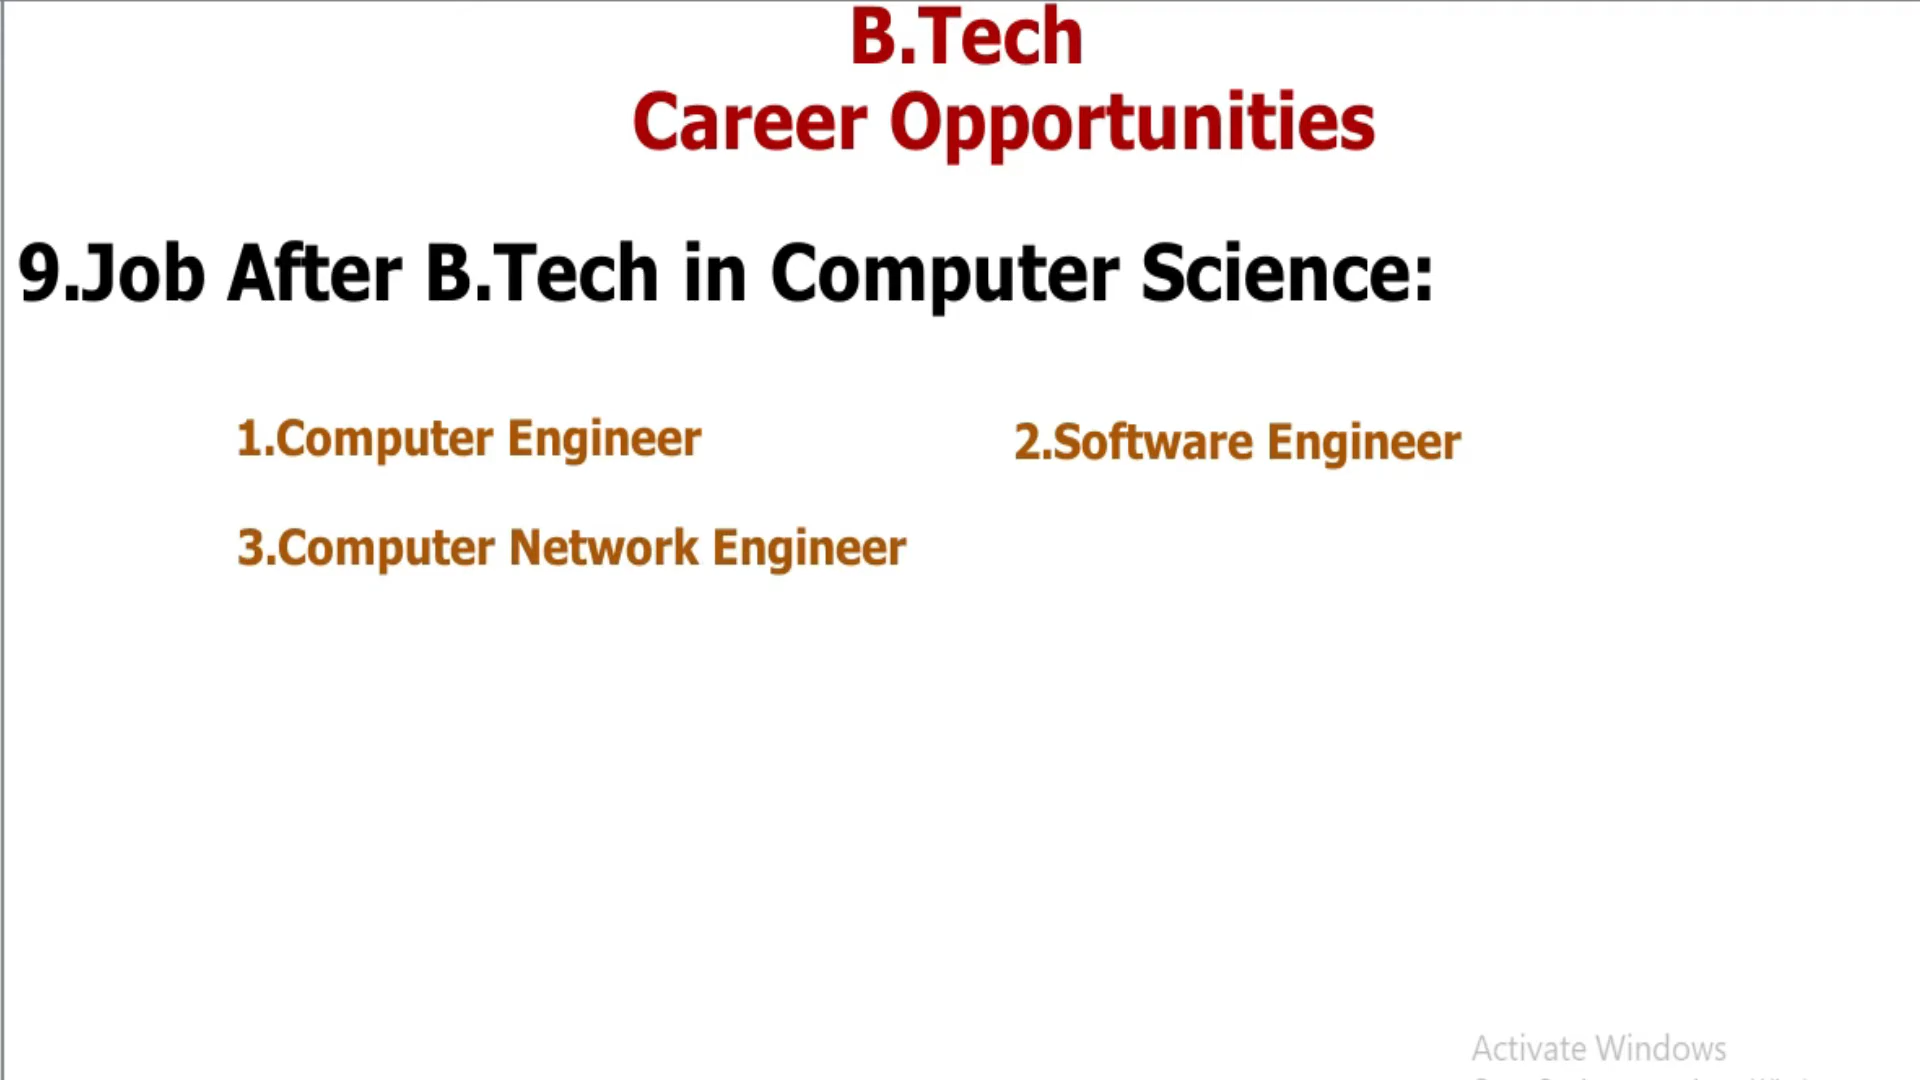 B.Tech
Career Opportunities
9.Job After B.Tech in Computer Science:
1.Computer Engineer
2.Software Engineer
3.Computer Network Engineer
Activate Windows